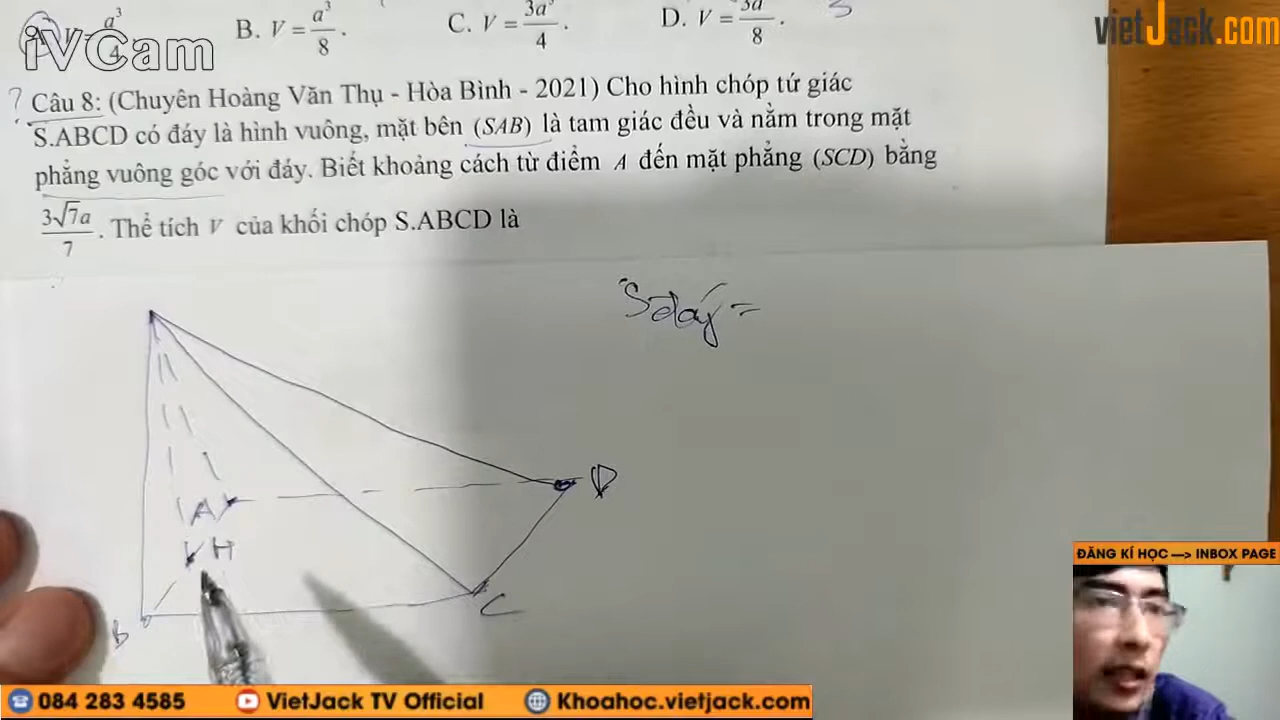 V = a³/4
B. V = a³/8.
C. V = 3a³/4.
D. V = 3a³/8.
iVCam
vietJack.com
? Câu 8: (Chuyên Hoàng Văn Thụ - Hòa Bình - 2021) Cho hình chóp tứ giác
S.ABCD có đáy là hình vuông, mặt bên (SAB) là tam giác đều và nằm trong mặt
phẳng vuông góc với đáy. Biết khoảng cách từ điểm A đến mặt phẳng (SCD) bằng
3√7a/7. Thể tích V của khối chóp S.ABCD là
Sđáy =
A
D
H
C
B
ĐĂNG KÍ HỌC —> INBOX PAGE
084 283 4585
VietJack TV Official
Khoahoc.vietjack.com